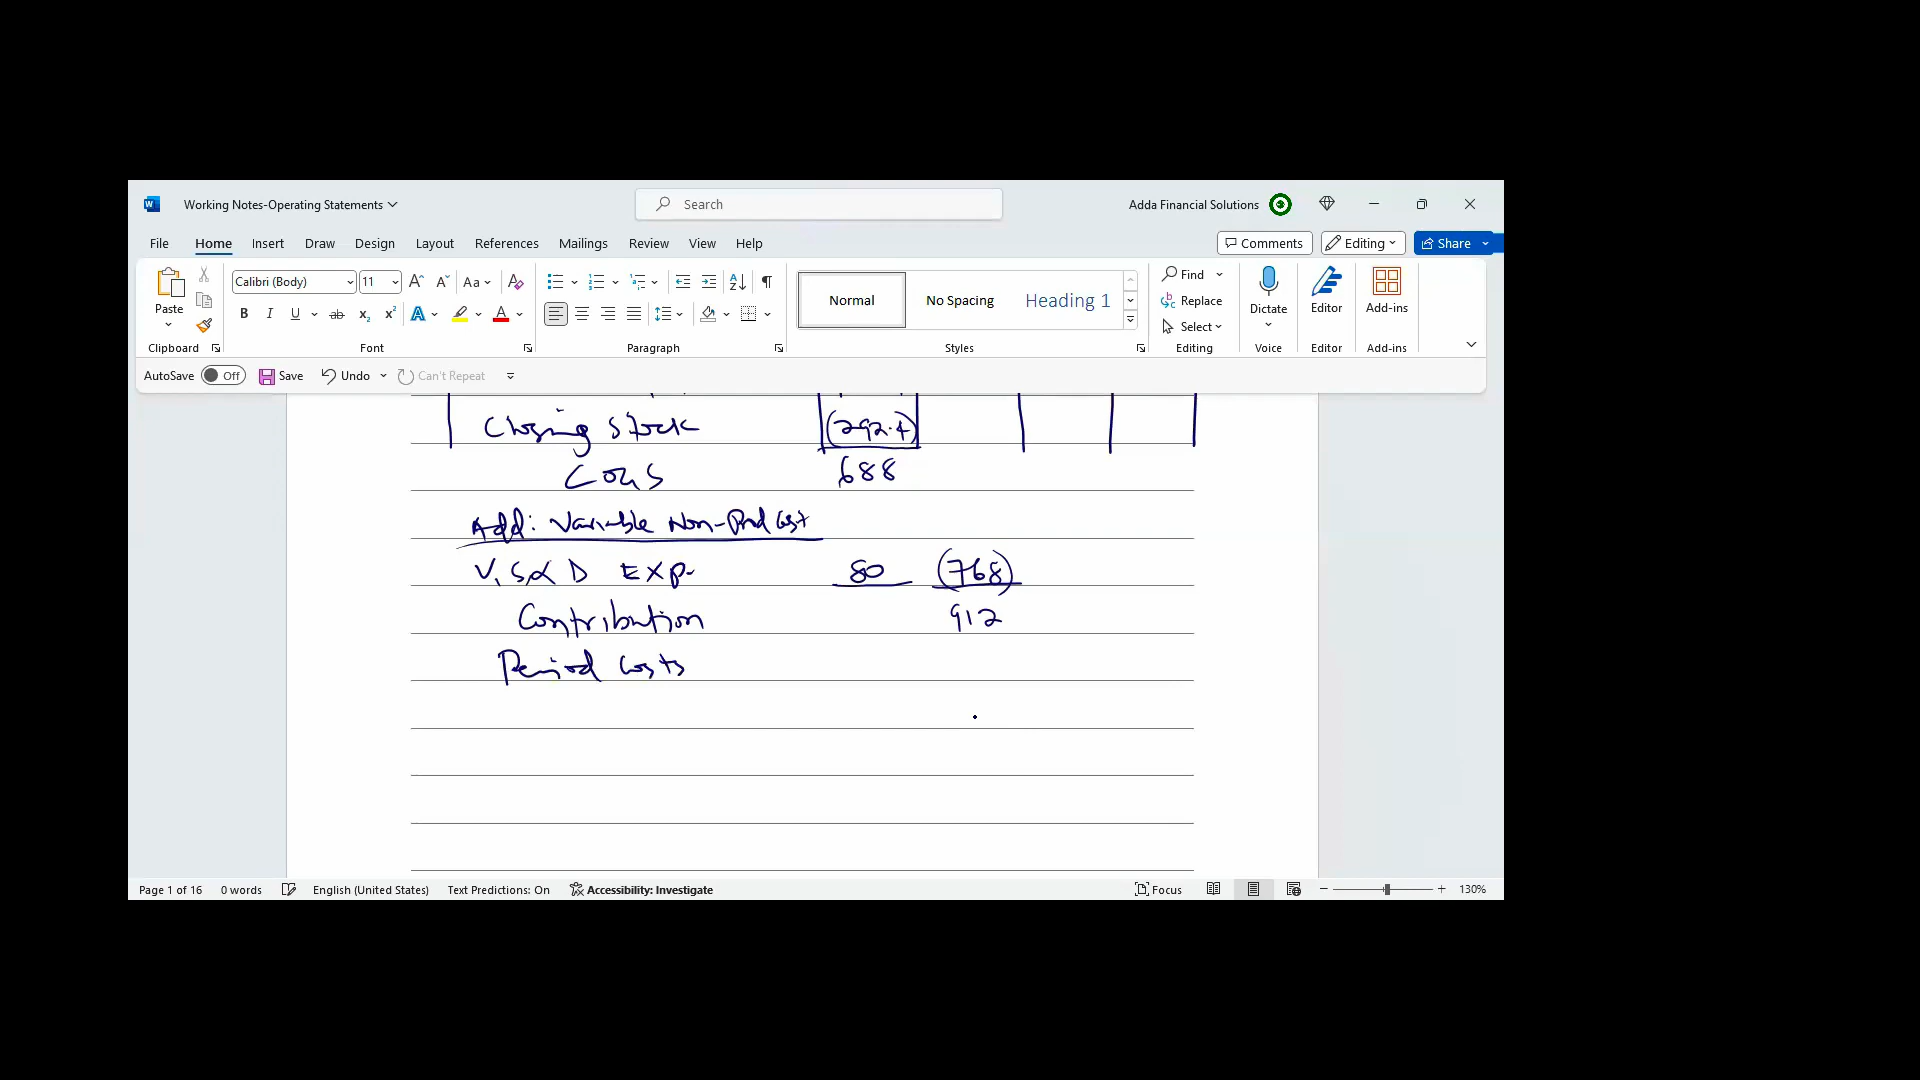 Working Notes-Operating Statements
Search
Adda Financial Solutions
File Home Insert Draw Design Layout References Mailings Review View Help
Comments Editing Share
Calibri (Body) 11 Aa
Normal No Spacing Heading 1
Find
Replace
Select
Paste
Dictate Editor Add-ins
B I U ab x₂ x² A A
Clipboard Font Paragraph Styles Editing Voice Editor Add-ins
AutoSave Off Save Undo Can't Repeat
Closing Stock (292.4)
COGS 688
Add: Variable Non-Prod Cost
V. S & D Exp. 80 (768)
Contribution 912
Period Costs
Page 1 of 16 0 words English (United States) Text Predictions: On Accessibility: Investigate Focus 130%